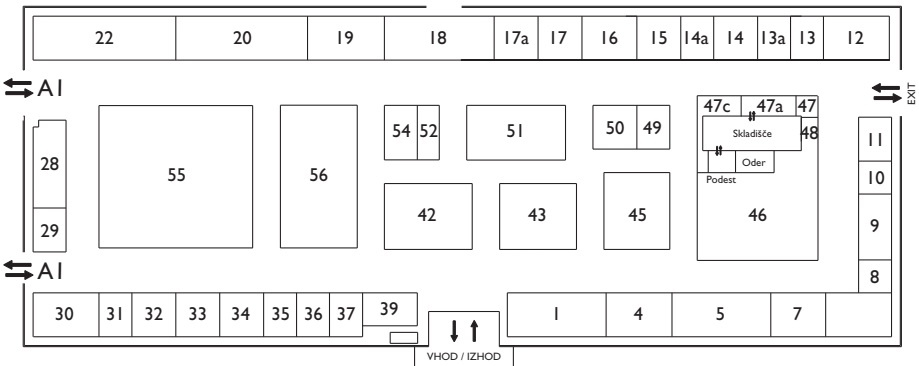 22 20 19 18 17a 17 16 15 14a 14 13a 13 12
A1
EXIT
47c 47a 47
54 52 51 50 49 Skladišče 48 11
28
Oder
55 56 Podest 10
42 43 45 46 9
29
A1
8
30 31 32 33 34 35 36 37 39 1 4 5 7
VHOD / IZHOD